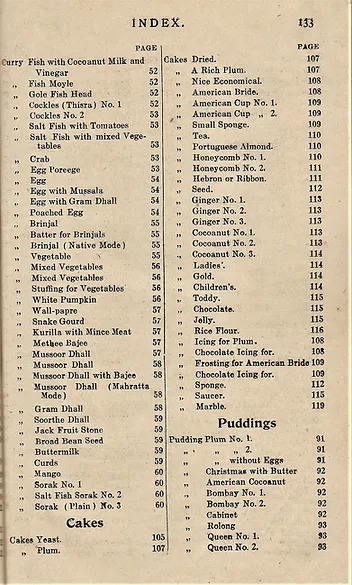 INDEX.
133
PAGE
Curry Fish with Cocoanut Milk and
Vinegar 52
„ Fish Moyle 52
„ Gole Fish Head 52
„ Cockles (Thisra) No. 1 52
„ Cockles No. 2 53
„ Salt Fish with Tomatoes 53
„ Salt Fish with mixed Vege-
tables 53
„ Crab 53
„ Egg Poreege 53
„ Egg 54
„ Egg with Mussala 54
„ Egg with Gram Dhall 54
„ Poached Egg 54
„ Brinjal 55
„ Batter for Brinjals 55
„ Brinjal (Native Mode) 55
„ Vegetable 55
„ Mixed Vegetables 56
„ Mixed Vegetables 56
„ Stuffing for Vegetables 56
„ White Pumpkin 56
„ Wall-papre 57
„ Snake Gourd 57
„ Kurilla with Mince Meat 57
„ Methee Bajee 57
„ Mussoor Dhall 57
„ Mussoor Dhall 58
„ Mussoor Dhall with Bajee 58
„ Mussoor Dhall (Mahratta
Mode) 58
„ Gram Dhall 58
„ Soorthe Dhall 59
„ Jack Fruit Stone 59
„ Broad Bean Seed 59
„ Buttermilk 59
„ Curds 59
„ Mango 60
„ Sorak No. 1 60
„ Salt Fish Sorak No. 2 60
„ Sorak (Plain) No. 3 60
Cakes
Cakes Yeast. 105
„ Plum. 107
PAGE
Cakes Dried. 107
„ A Rich Plum. 107
„ Nice Economical. 108
„ American Bride. 108
„ American Cup No. 1. 109
„ American Cup „ 2. 109
„ Small Sponge. 109
„ Tea. 110
„ Portuguese Almond. 110
„ Honeycomb No. 1. 110
„ Honeycomb No. 2. 111
„ Hebron or Ribbon. 111
„ Seed. 112
„ Ginger No. 1. 113
„ Ginger No. 2. 113
„ Ginger No. 3. 113
„ Cocoanut No. 1. 113
„ Cocoanut No. 2. 113
„ Cocoanut No. 3. 114
„ Ladies'. 114
„ Gold. 114
„ Children's. 114
„ Toddy. 115
„ Chocolate. 115
„ Jelly. 115
„ Rice Flour. 116
„ Icing for Plum. 108
„ Chocolate Icing for. 108
„ Frosting for American Bride 109
„ Chocolate Icing for. 109
„ Sponge. 112
„ Saucer. 115
„ Marble. 119
Puddings
Pudding Plum No. 1. 91
„ „ „ 2. 91
„ „ without Eggs 91
„ Christmas with Butter 92
„ American Cocoanut 92
„ Bombay No. 1. 92
„ Bombay No. 2. 92
„ Cabinet 92
„ Rolong 93
„ Queen No. 1. 93
„ Queen No. 2. 93